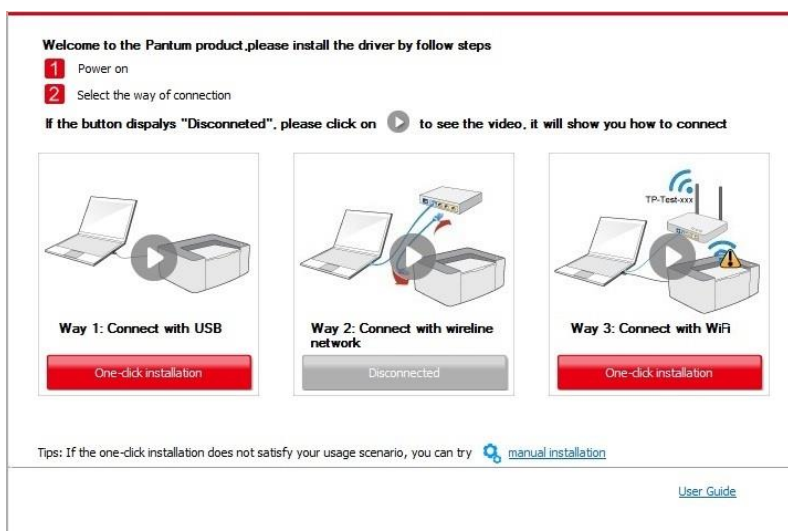 Welcome to the Pantum product,please install the driver by follow steps
1 Power on
2 Select the way of connection
If the button dispalys "Disconneted", please click on to see the video, it will show you how to connect
TP-Test-xxx
Way 1: Connect with USB
Way 2: Connect with wireline
network
Way 3: Connect with WiFi
One-click installation
Disconnected
One-click installation
Tips: If the one-click installation does not satisfy your usage scenario, you can try manual installation
User Guide